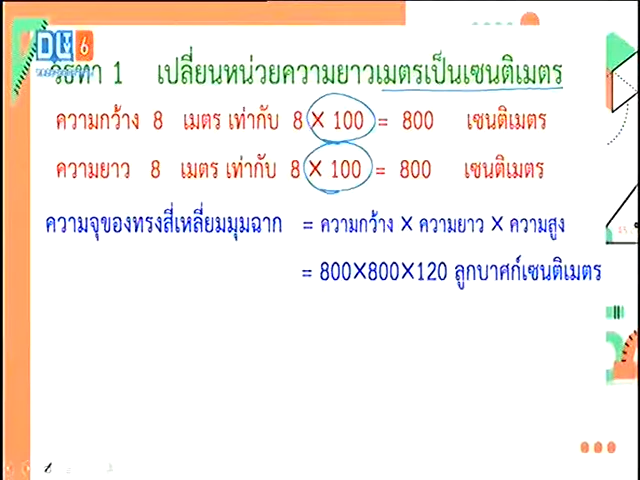 DL 6
วิธีทำ 1 เปลี่ยนหน่วยความยาวเมตรเป็นเซนติเมตร
ความกว้าง 8 เมตร เท่ากับ 8 × 100 = 800 เซนติเมตร
ความยาว 8 เมตร เท่ากับ 8 × 100 = 800 เซนติเมตร
ความจุของทรงสี่เหลี่ยมมุมฉาก = ความกว้าง × ความยาว × ความสูง
= 800×800×120 ลูกบาศก์เซนติเมตร